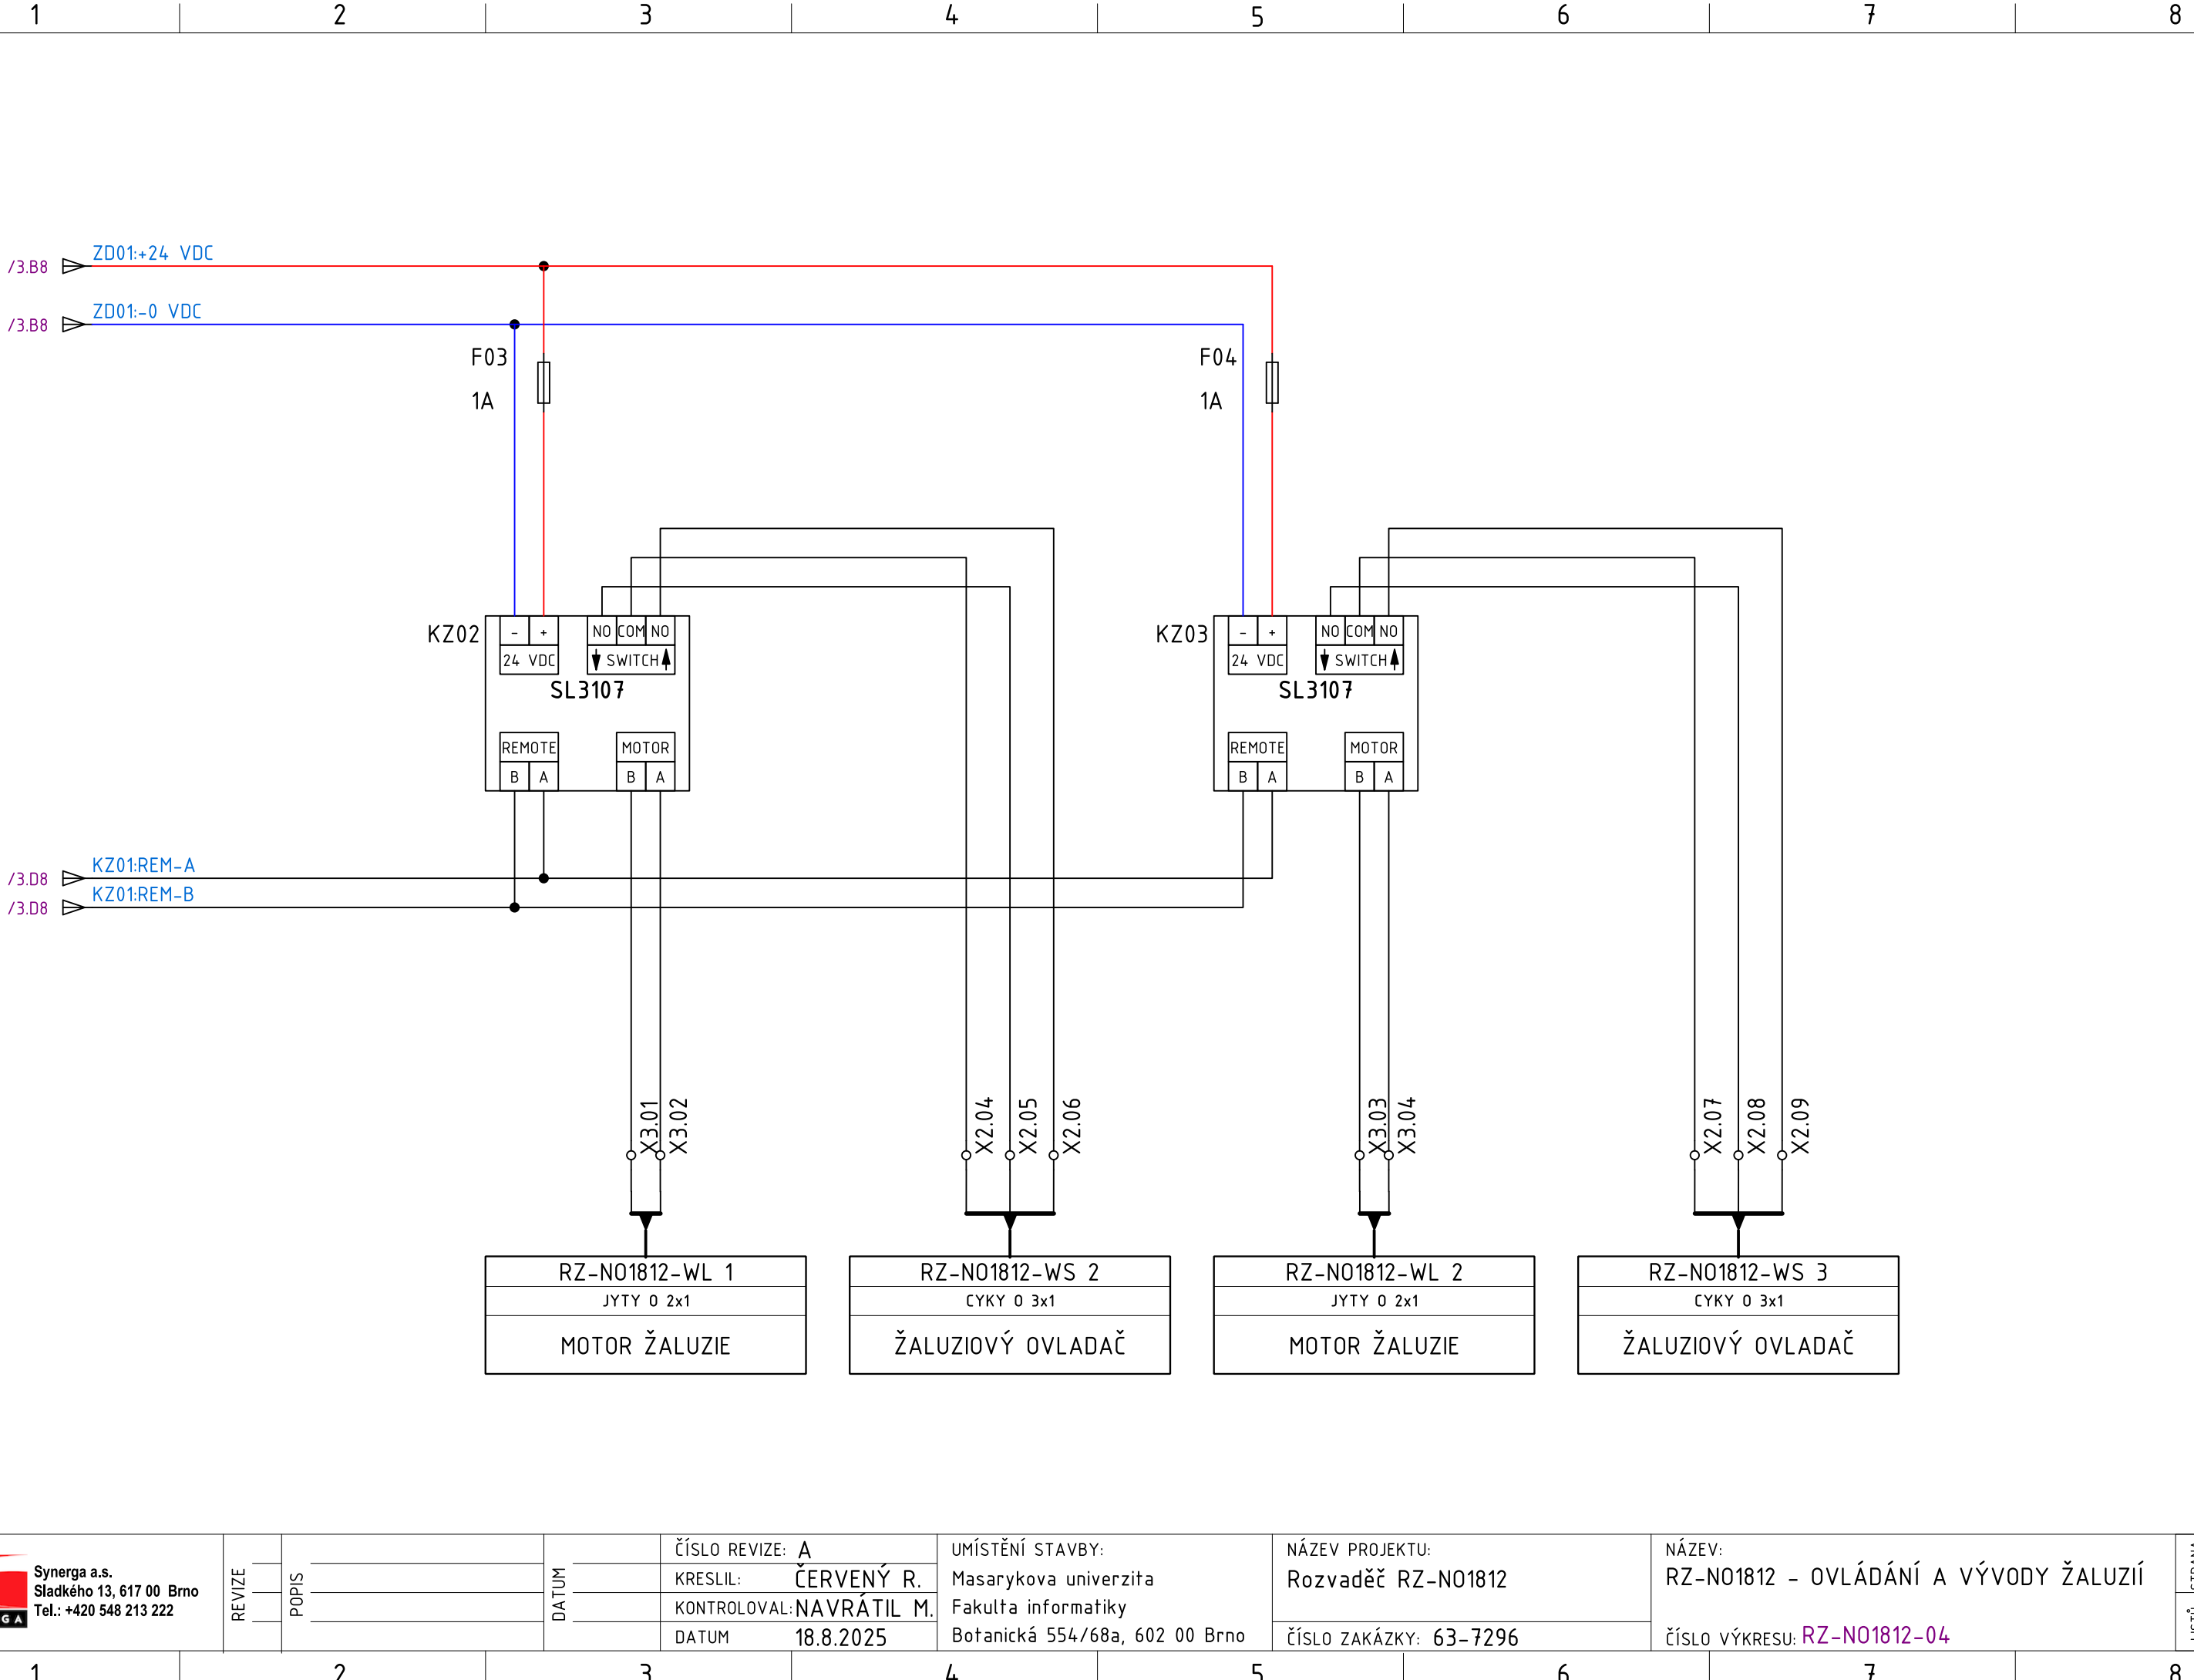 1 2 3 4 5 6 7 8
ZD01:+24 VDC
/3.B8
ZD01:-0 VDC
/3.B8
F03
1A
F04
1A
KZ02
- + NO COM NO
24 VDC SWITCH
SL3107
REMOTE MOTOR
B A B A
KZ03
- + NO COM NO
24 VDC SWITCH
SL3107
REMOTE MOTOR
B A B A
KZ01:REM-A
/3.D8
KZ01:REM-B
/3.D8
X3.01
X3.02
X2.04
X2.05
X2.06
X3.03
X3.04
X2.07
X2.08
X2.09
RZ-NO1812-WL 1
JYTY O 2x1
MOTOR ŽALUZIE
RZ-NO1812-WS 2
CYKY O 3x1
ŽALUZIOVÝ OVLADAČ
RZ-NO1812-WL 2
JYTY O 2x1
MOTOR ŽALUZIE
RZ-NO1812-WS 3
CYKY O 3x1
ŽALUZIOVÝ OVLADAČ
G A
Synerga a.s.
Sladkého 13, 617 00 Brno
Tel.: +420 548 213 222
REVIZE
POPIS
DATUM
ČÍSLO REVIZE: A
KRESLIL: ČERVENÝ R.
KONTROLOVAL: NAVRÁTIL M.
DATUM 18.8.2025
UMÍSTĚNÍ STAVBY:
Masarykova univerzita
Fakulta informatiky
Botanická 554/68a, 602 00 Brno
NÁZEV PROJEKTU:
Rozvaděč RZ-NO1812
ČÍSLO ZAKÁZKY: 63-7296
NÁZEV:
RZ-NO1812 - OVLÁDÁNÍ A VÝVODY ŽALUZIÍ
ČÍSLO VÝKRESU: RZ-NO1812-04
1 2 3 4 5 6 7 8